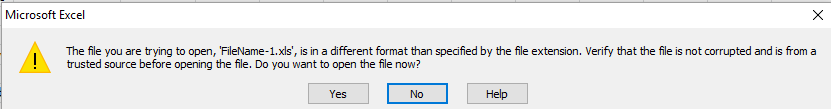 Microsoft Excel
The file you are trying to open, 'FileName-1.xls', is in a different format than specified by the file extension. Verify that the file is not corrupted and is from a
trusted source before opening the file. Do you want to open the file now?
Yes No Help